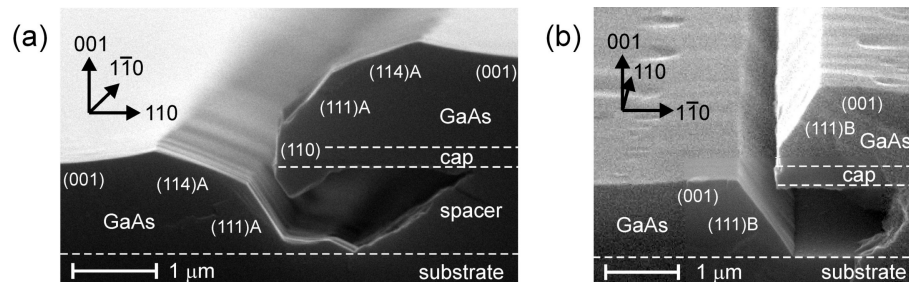 (a)
001
11̄0
110
(114)A
(001)
(111)A
GaAs
(110)
cap
(001)
(114)A
spacer
GaAs
(111)A
1 μm
substrate
(b)
001
110
11̄0
(001)
(111)B
GaAs
cap
(001)
GaAs
(111)B
1 μm
substrate